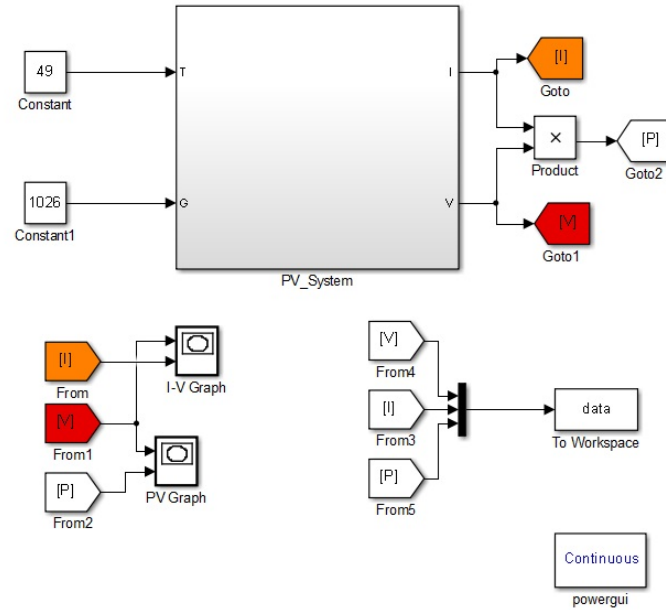 49
Constant
T
I
[I]
Goto
×
Product
[P]
Goto2
1026
Constant1
G
V
[V]
Goto1
PV_System
[I]
From
I-V Graph
[V]
From1
[P]
From2
PV Graph
[V]
From4
[I]
From3
[P]
From5
data
To Workspace
Continuous
powergui